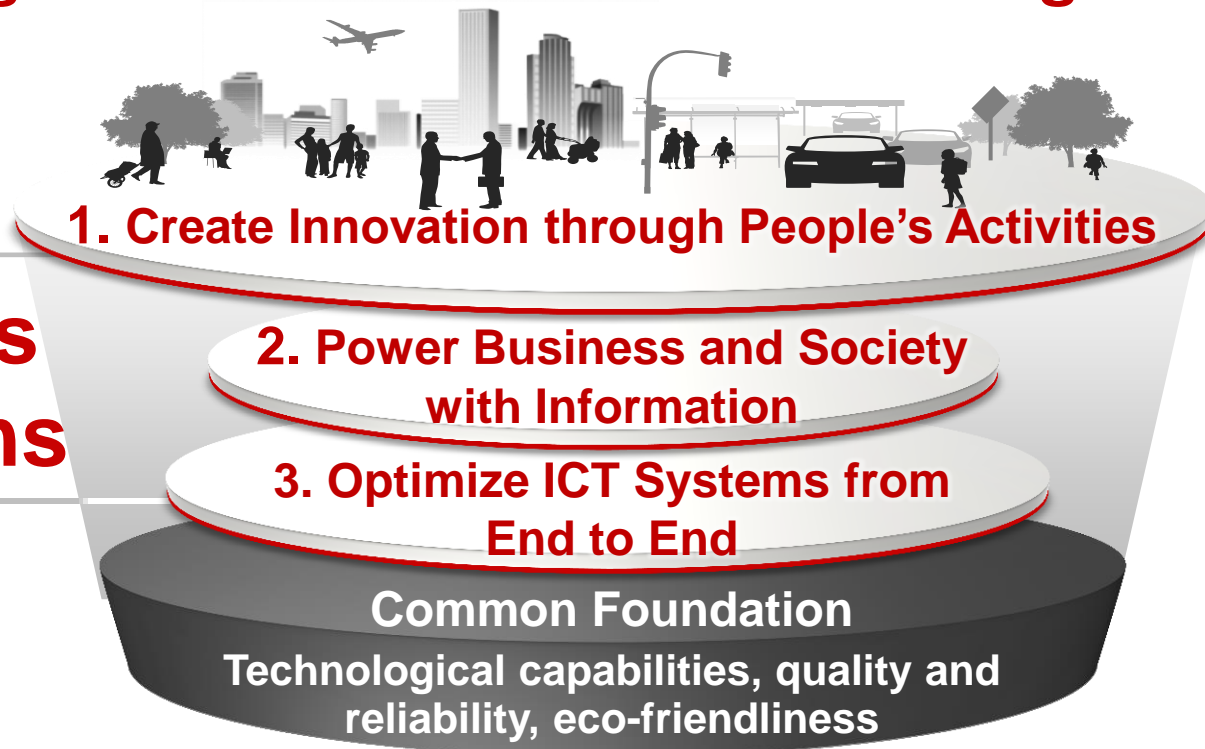 1. Create Innovation through People's Activities
2. Power Business and Society
with Information
3. Optimize ICT Systems from
End to End
Common Foundation
Technological capabilities, quality and
reliability, eco-friendliness